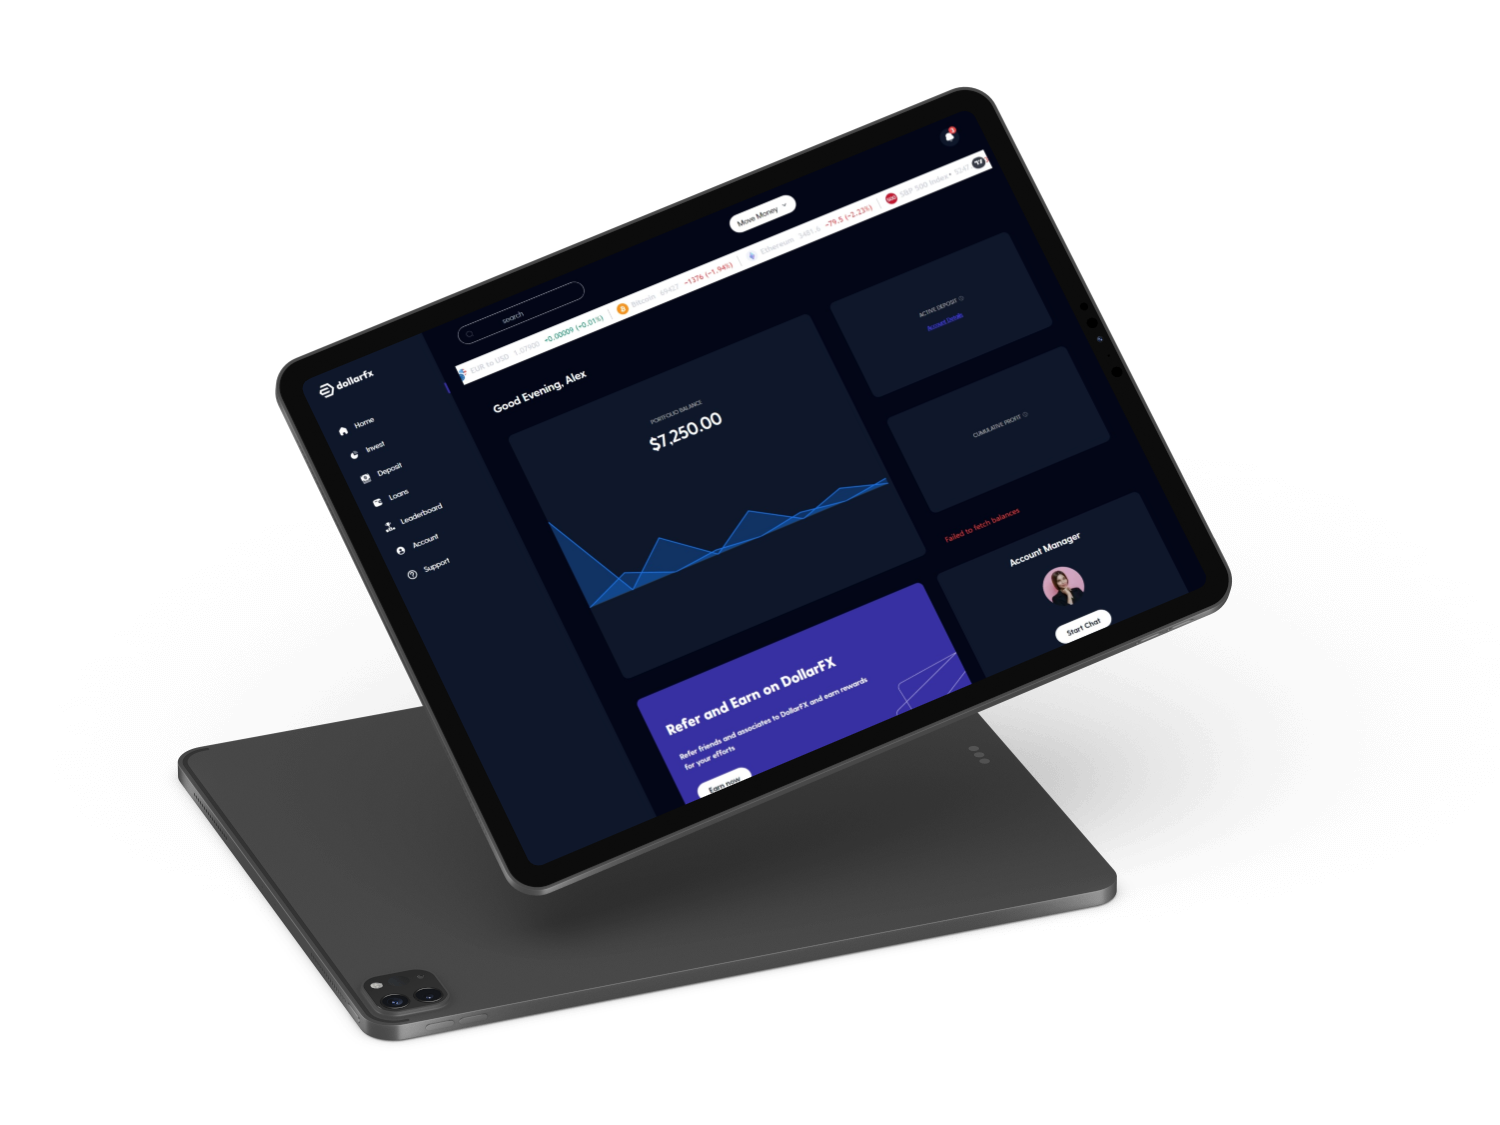 dollarfx
Home
Invest
Deposit
Loans
Leaderboard
Account
Support
search
Move Money
EUR to USD 1.07900 +0.00009 (+0.01%)
Bitcoin 69427 −1376 (−1.94%)
Ethereum 3481.6 −79.5 (−2.23%)
S&P 500 Index
Good Evening, Alex
PORTFOLIO BALANCE
$7,250.00
ACTIVE DEPOSIT
CUMULATIVE PROFIT
Failed to fetch balances
Account Manager
Start Chat
Refer and Earn on DollarFX
Refer friends and associates to DollarFX and earn rewards
for your efforts
Earn now